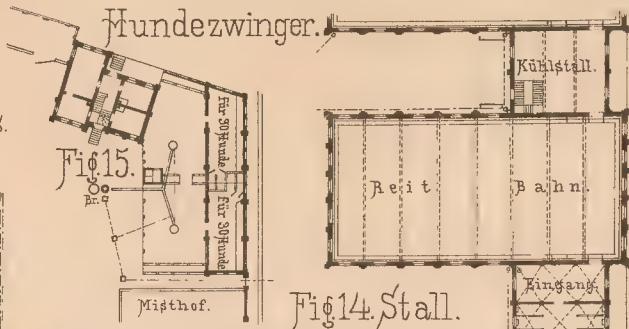 Hundezwinger.
Kühlstall.
Für 30 Hunde
Fig.15.
Reit Bahn.
Br.
Für 30 Hunde
Eingang.
Misthof.
Fig.14. Stall.